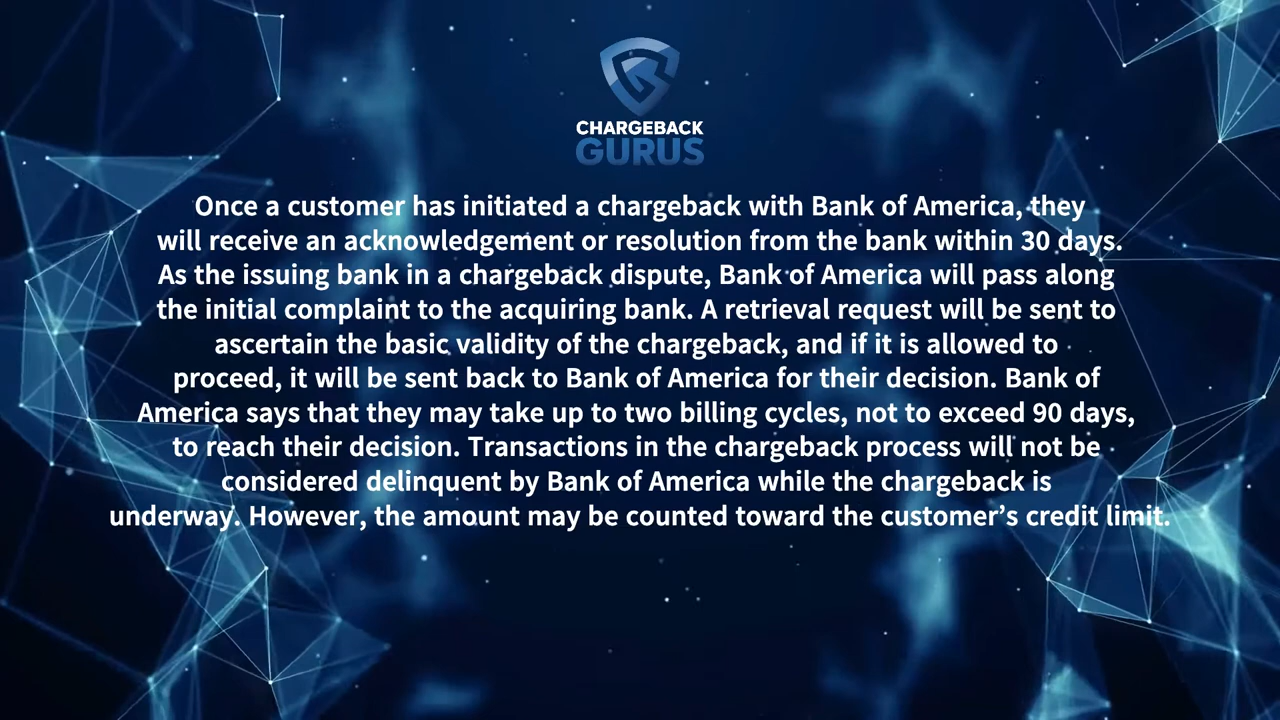 CHARGEBACK
GURUS
Once a customer has initiated a chargeback with Bank of America, they
will receive an acknowledgement or resolution from the bank within 30 days.
As the issuing bank in a chargeback dispute, Bank of America will pass along
the initial complaint to the acquiring bank. A retrieval request will be sent to
ascertain the basic validity of the chargeback, and if it is allowed to
proceed, it will be sent back to Bank of America for their decision. Bank of
America says that they may take up to two billing cycles, not to exceed 90 days,
to reach their decision. Transactions in the chargeback process will not be
considered delinquent by Bank of America while the chargeback is
underway. However, the amount may be counted toward the customer’s credit limit.